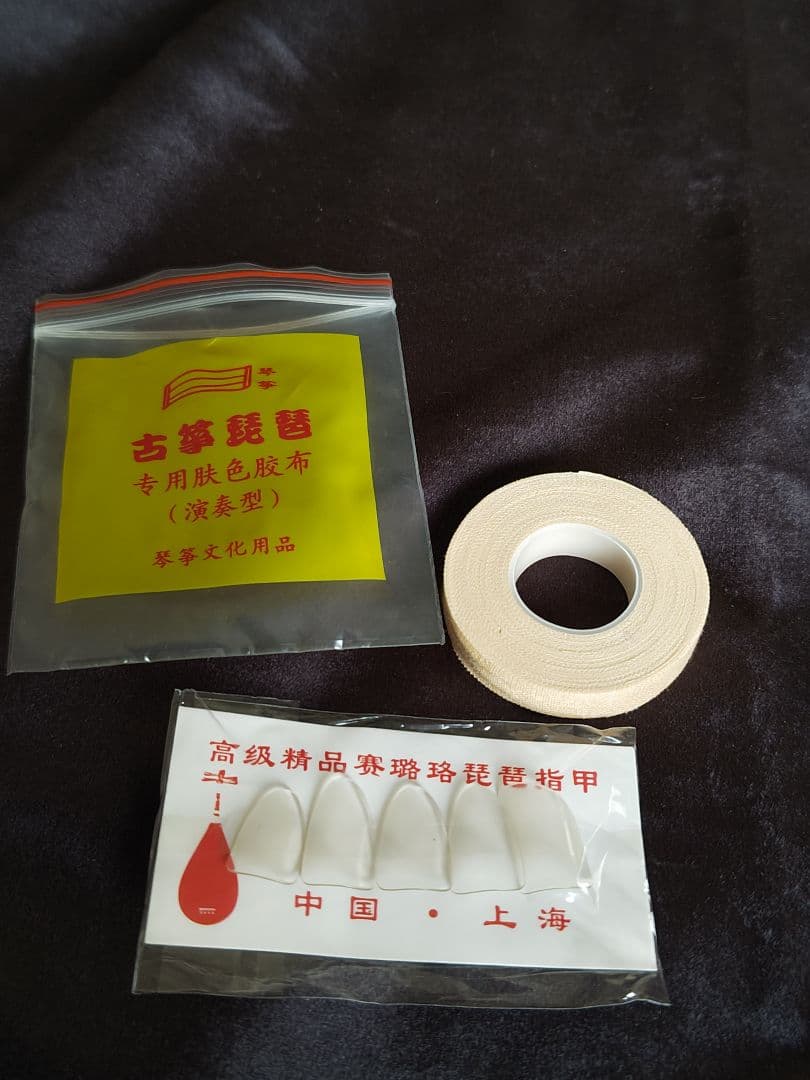 琴
筝
古筝琵琶
专用肤色胶布
（演奏型）
琴筝文化用品
高级精品赛璐珞琵琶指甲
中国·上海